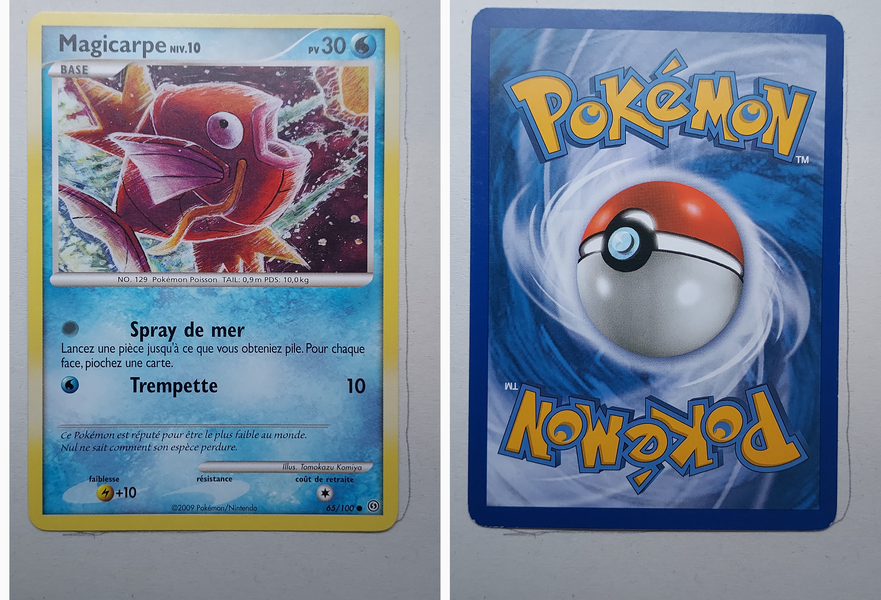 Magicarpe NIV.10 PV 30
BASE
NO. 129 Pokémon Poisson TAIL: 0,9 m PDS: 10,0 kg
Spray de mer
Lancez une pièce jusqu'à ce que vous obteniez pile. Pour chaque
face, piochez une carte.
Trempette 10
Ce Pokémon est réputé pour être le plus faible au monde.
Nul ne sait comment son espèce perdure.
Illus. Tomokazu Komiya
faiblesse résistance coût de retraite
+10
©2009 Pokémon/Nintendo 65/100
POKéMON
TM
TM
POKéMON